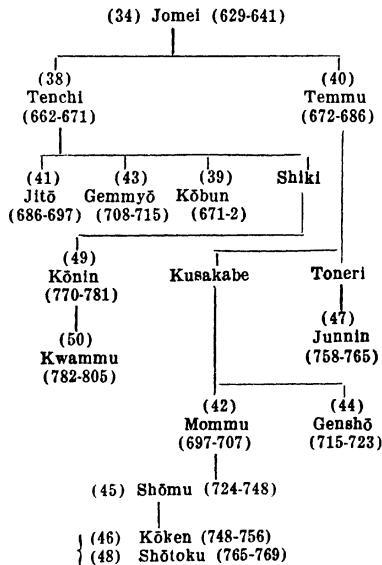 (34) Jomei (629-641)
(38) (40)
Tenchi Temmu
(662-671) (672-686)
(41) (43) (39) Shiki
Jitō Gemmyō Kōbun
(686-697) (708-715) (671-2)
(49)
Kōnin Kusakabe Toneri
(770-781)
(47)
(50) Junnin
Kwammu (758-765)
(782-805)
(42) (44)
Mommu Genshō
(697-707) (715-723)
(45) Shōmu (724-748)
(46) Kōken (748-756)
(48) Shōtoku (765-769)